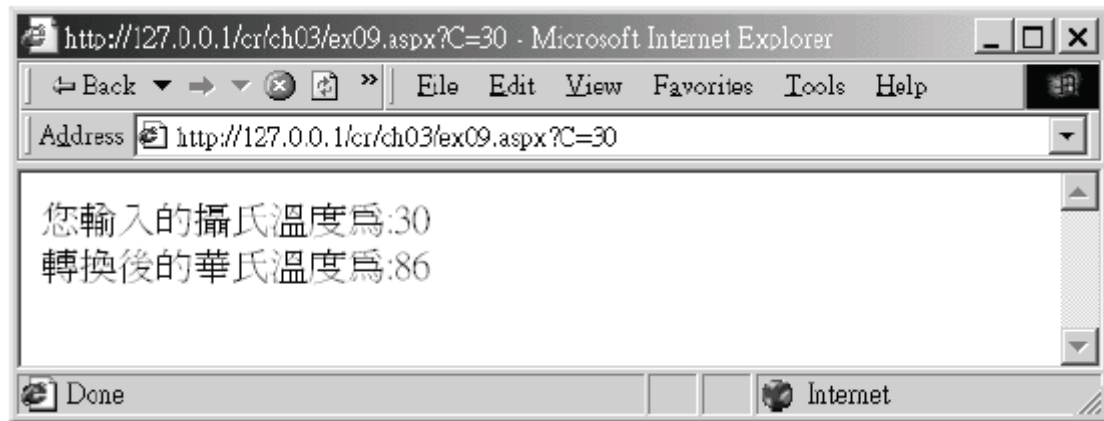 http://127.0.0.1/cr/ch03/ex09.aspx?C=30 - Microsoft Internet Explorer
Back » File Edit View Favorites Tools Help
Address http://127.0.0.1/cr/ch03/ex09.aspx?C=30
您輸入的攝氏溫度為:30
轉換後的華氏溫度為:86
Done Internet